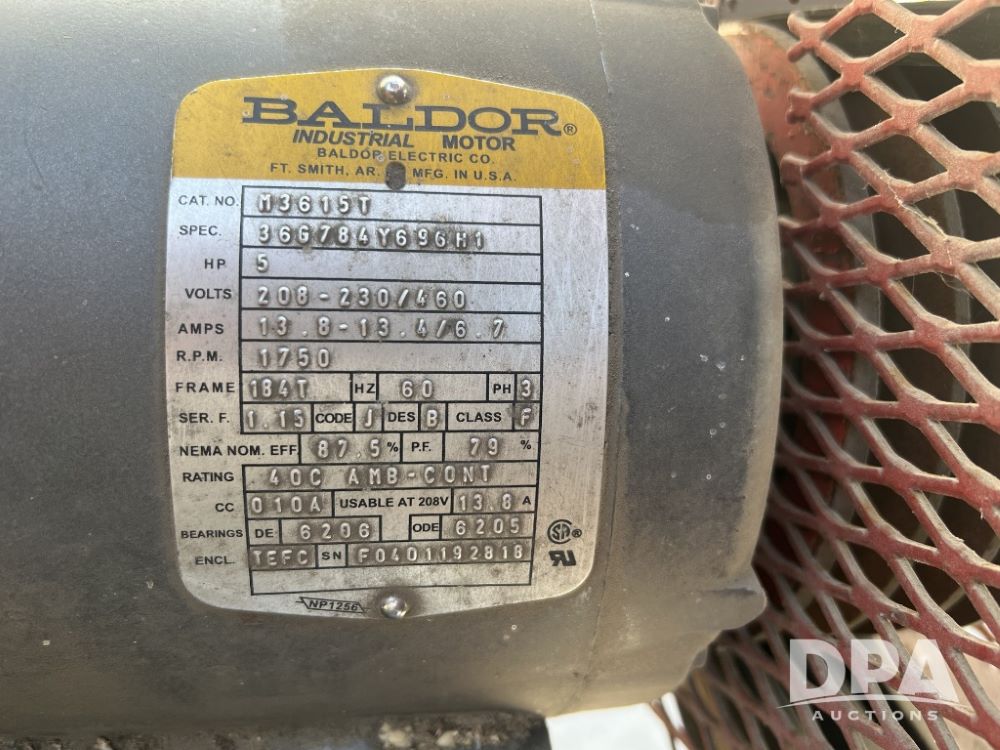 BALDOR®
INDUSTRIAL MOTOR
BALDOR ELECTRIC CO.
FT. SMITH, AR. MFG. IN U.S.A.
CAT. NO. M3615T
SPEC. 36G784Y696H1
HP 5
VOLTS 208-230/460
AMPS 13.8-13.4/6.7
R.P.M. 1750
FRAME 184T HZ 60 PH 3
SER. F. 1.15 CODE J DES B CLASS F
NEMA NOM. EFF. 87.5 % P.F. 79 %
RATING 40C AMB-CONT
CC 010A USABLE AT 208V 13.8 A
BEARINGS DE 6206 ODE 6205
ENCL. TEFC SN F0401192818
NP1256
DPA
AUCTIONS